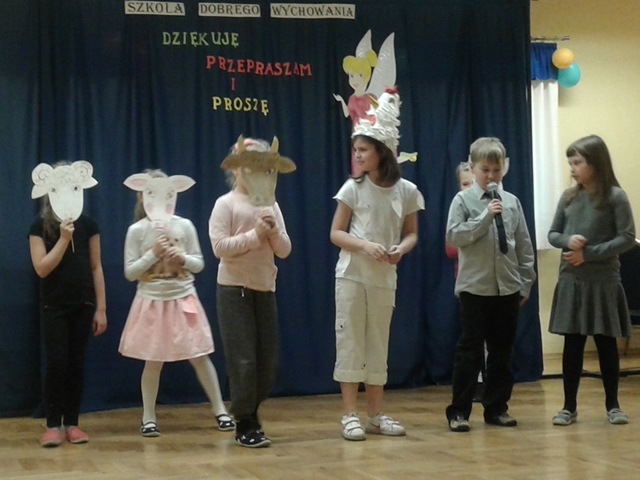 SZKOŁA DOBREGO WYCHOWANIA
DZIĘKUJĘ
PRZEPRASZAM
I
PROSZĘ